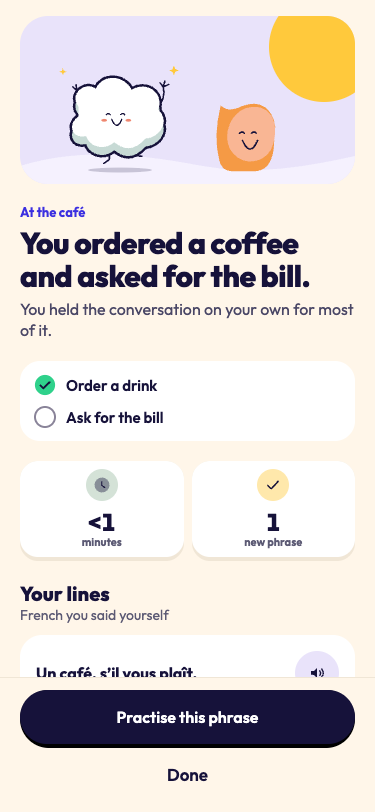 At the café
You ordered a coffee
and asked for the bill.
You held the conversation on your own for most
of it.
Order a drink
Ask for the bill
<1
minutes
1
new phrase
Your lines
French you said yourself
Un café, s'il vous plaît.
Practise this phrase
Done